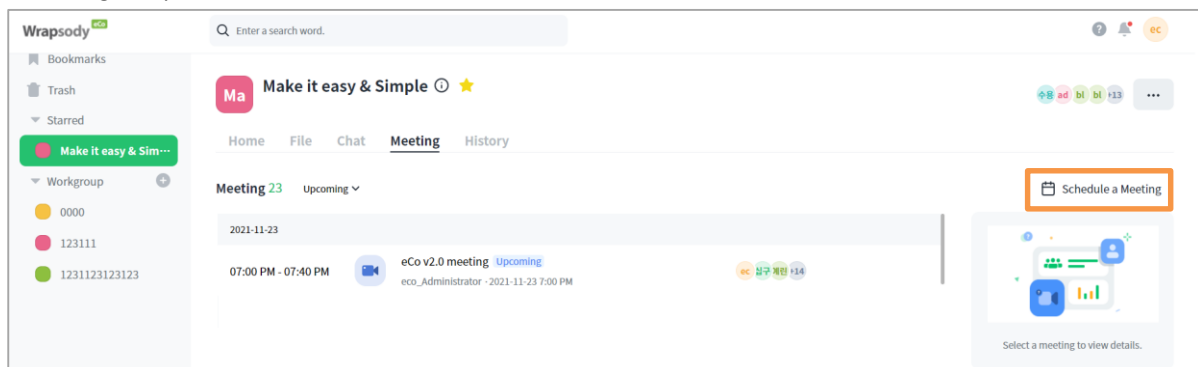 Wrapsody eCo
Enter a search word.
ec
Bookmarks
Trash
Starred
Make it easy & Sim···
Workgroup
0000
123111
1231123123123
Ma
Make it easy & Simple
수용 ad bl bl +13
Home File Chat Meeting History
Meeting 23 Upcoming
Schedule a Meeting
2021-11-23
07:00 PM - 07:40 PM
eCo v2.0 meeting Upcoming
eco_Administrator · 2021-11-23 7:00 PM
ec 십구 계린 +14
Select a meeting to view details.